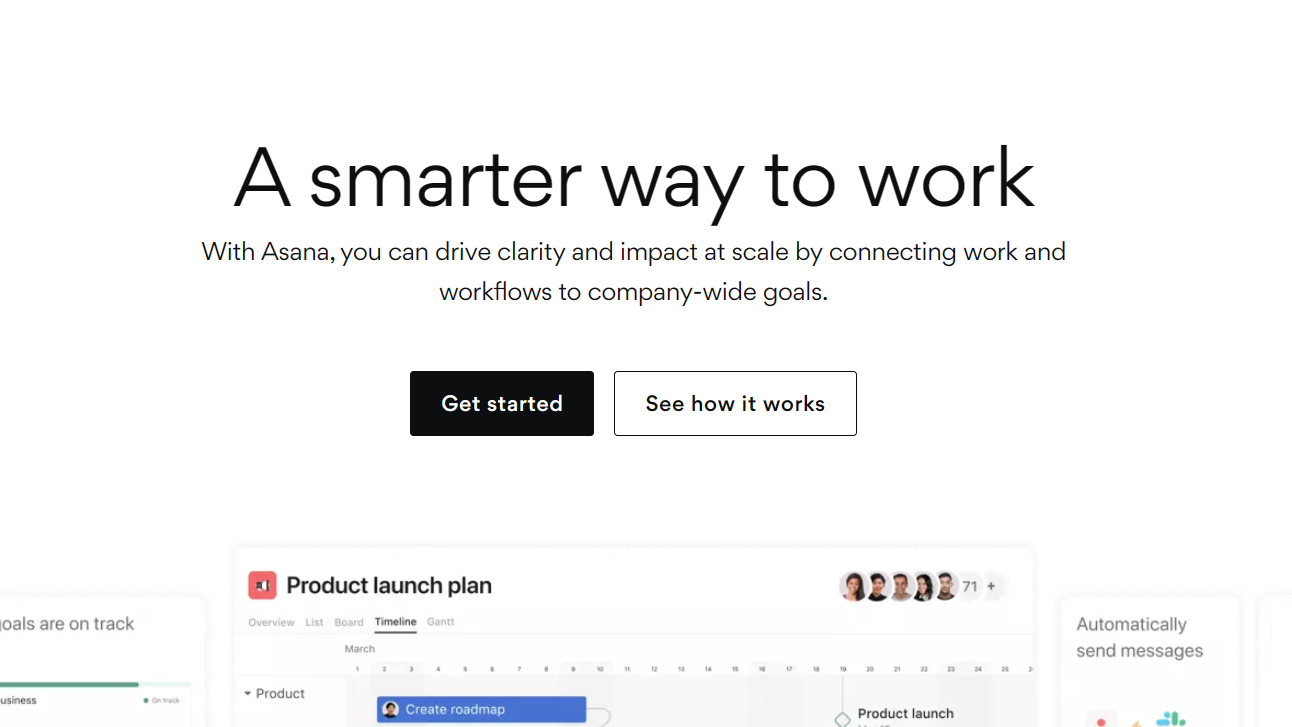 A smarter way to work
With Asana, you can drive clarity and impact at scale by connecting work and
workflows to company-wide goals.
Get started
See how it works
goals are on track
On track
Product launch plan
71 +
Overview List Board Timeline Gantt
March
1 2 3 4 5 6 7 8 9 10 11 12 13 14 15 16 17 18 19 20 21 22 23 24 25
Product
Create roadmap
Product launch
Automatically
send messages